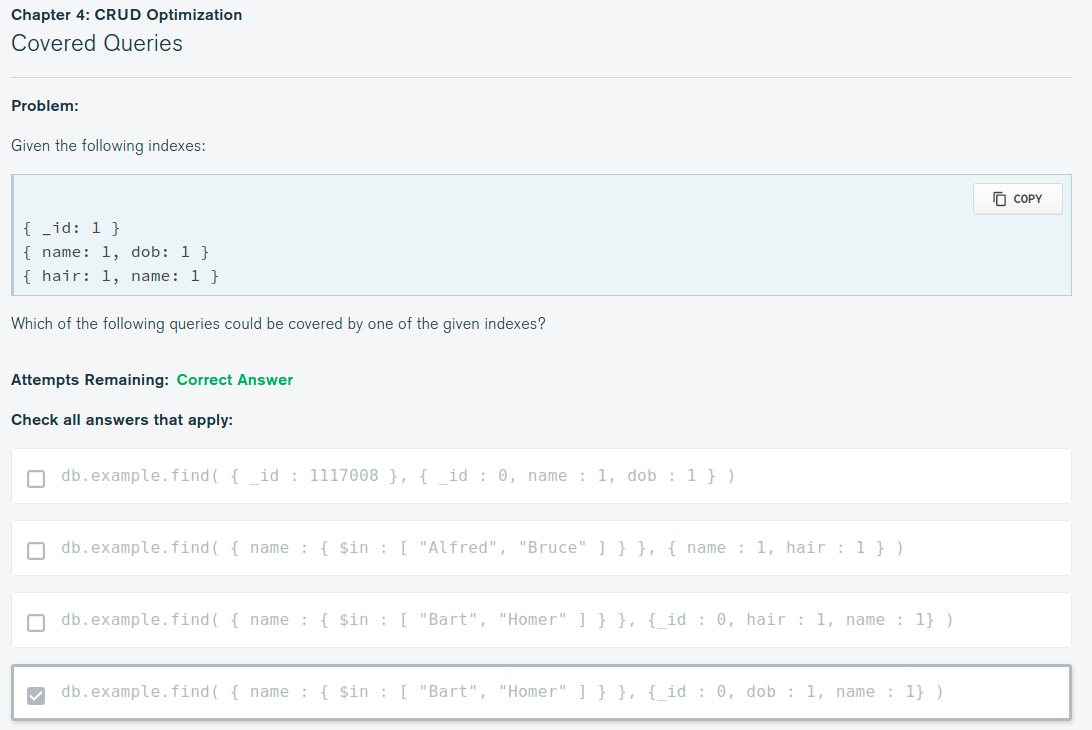 Chapter 4: CRUD Optimization
Covered Queries
Problem:
Given the following indexes:
COPY
{ _id: 1 }
{ name: 1, dob: 1 }
{ hair: 1, name: 1 }
Which of the following queries could be covered by one of the given indexes?
Attempts Remaining: Correct Answer
Check all answers that apply:
db.example.find( { _id : 1117008 }, { _id : 0, name : 1, dob : 1 } )
db.example.find( { name : { $in : [ "Alfred", "Bruce" ] } }, { name : 1, hair : 1 } )
db.example.find( { name : { $in : [ "Bart", "Homer" ] } }, {_id : 0, hair : 1, name : 1} )
db.example.find( { name : { $in : [ "Bart", "Homer" ] } }, {_id : 0, dob : 1, name : 1} )